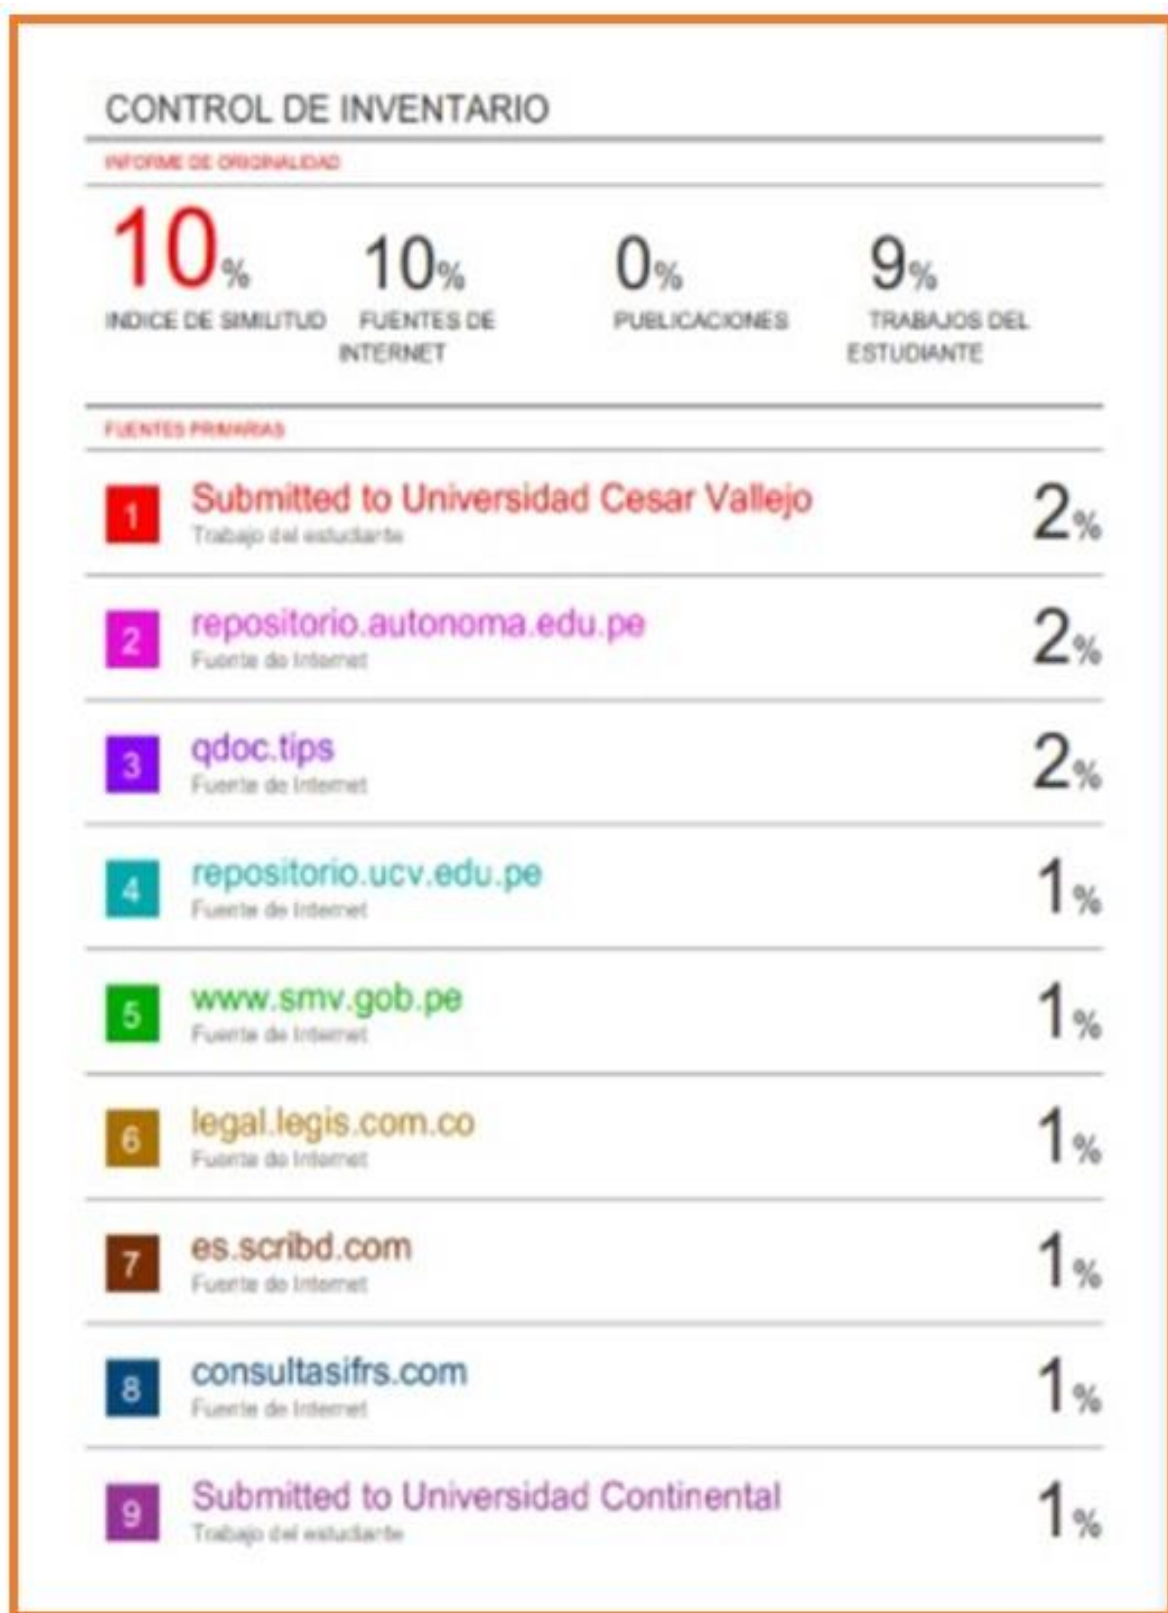 CONTROL DE INVENTARIO
INFORME DE ORIGINALIDAD
10% 10% 0% 9%
INDICE DE SIMILITUD FUENTES DE PUBLICACIONES TRABAJOS DEL
INTERNET ESTUDIANTE
FUENTES PRIMARIAS
1 Submitted to Universidad Cesar Vallejo 2%
Trabajo del estudiante
2 repositorio.autonoma.edu.pe 2%
Fuente de Internet
3 qdoc.tips 2%
Fuente de Internet
4 repositorio.ucv.edu.pe 1%
Fuente de Internet
5 www.smv.gob.pe 1%
Fuente de Internet
6 legal.legis.com.co 1%
Fuente de Internet
7 es.scribd.com 1%
Fuente de Internet
8 consultasifrs.com 1%
Fuente de Internet
9 Submitted to Universidad Continental 1%
Trabajo del estudiante